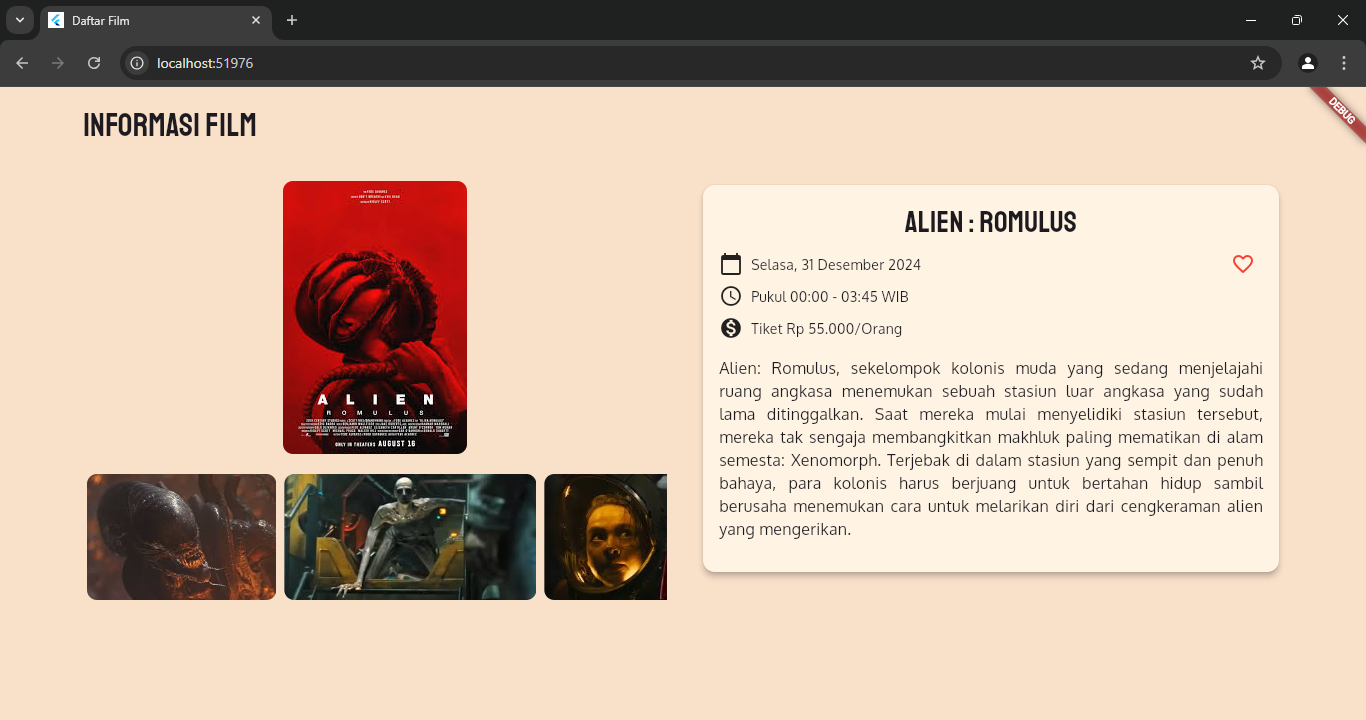 Daftar Film
localhost:51976
DEBUG
INFORMASI FILM
ALIEN
ROMULUS
ONLY IN THEATERS AUGUST 16
ALIEN : ROMULUS
Selasa, 31 Desember 2024
Pukul 00:00 - 03:45 WIB
Tiket Rp 55.000/Orang
Alien: Romulus, sekelompok kolonis muda yang sedang menjelajahi
ruang angkasa menemukan sebuah stasiun luar angkasa yang sudah
lama ditinggalkan. Saat mereka mulai menyelidiki stasiun tersebut,
mereka tak sengaja membangkitkan makhluk paling mematikan di alam
semesta: Xenomorph. Terjebak di dalam stasiun yang sempit dan penuh
bahaya, para kolonis harus berjuang untuk bertahan hidup sambil
berusaha menemukan cara untuk melarikan diri dari cengkeraman alien
yang mengerikan.